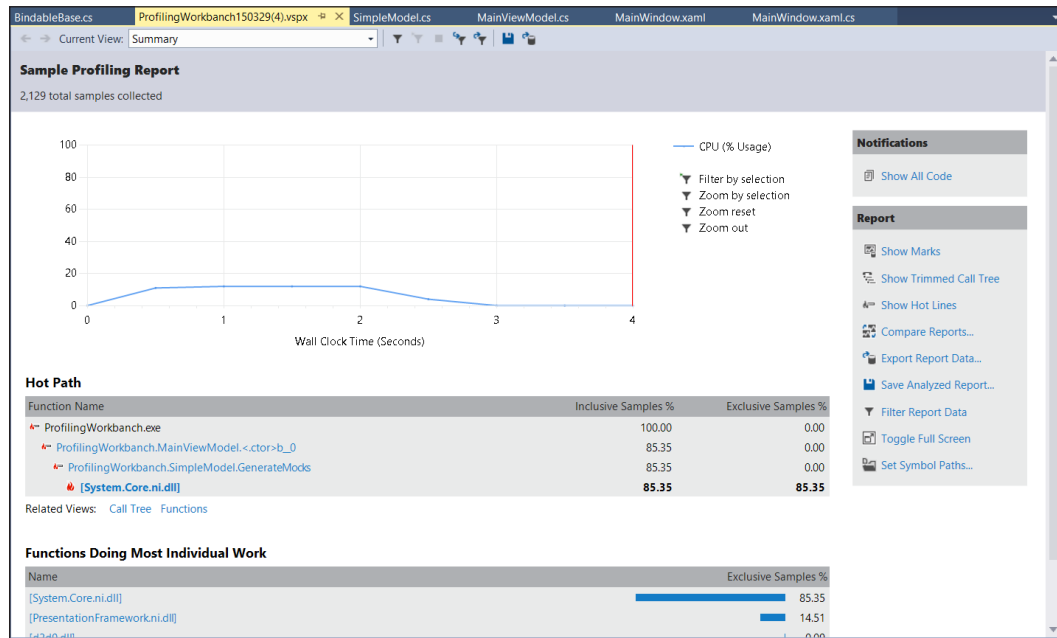 BindableBase.cs ProfilingWorkbanch150329(4).vspx SimpleModel.cs MainViewModel.cs MainWindow.xaml MainWindow.xaml.cs
Current View: Summary
Sample Profiling Report
2,129 total samples collected
100
80
60
40
20
0
0 1 2 3 4
Wall Clock Time (Seconds)
CPU (% Usage)
Filter by selection
Zoom by selection
Zoom reset
Zoom out
Notifications
Show All Code
Report
Show Marks
Show Trimmed Call Tree
Show Hot Lines
Compare Reports...
Export Report Data...
Save Analyzed Report...
Filter Report Data
Toggle Full Screen
Set Symbol Paths...
Hot Path
Function Name Inclusive Samples % Exclusive Samples %
ProfilingWorkbanch.exe 100.00 0.00
ProfilingWorkbanch.MainViewModel.<.ctor>b_0 85.35 0.00
ProfilingWorkbanch.SimpleModel.GenerateMocks 85.35 0.00
[System.Core.ni.dll] 85.35 85.35
Related Views: Call Tree Functions
Functions Doing Most Individual Work
Name Exclusive Samples %
[System.Core.ni.dll] 85.35
[PresentationFramework.ni.dll] 14.51